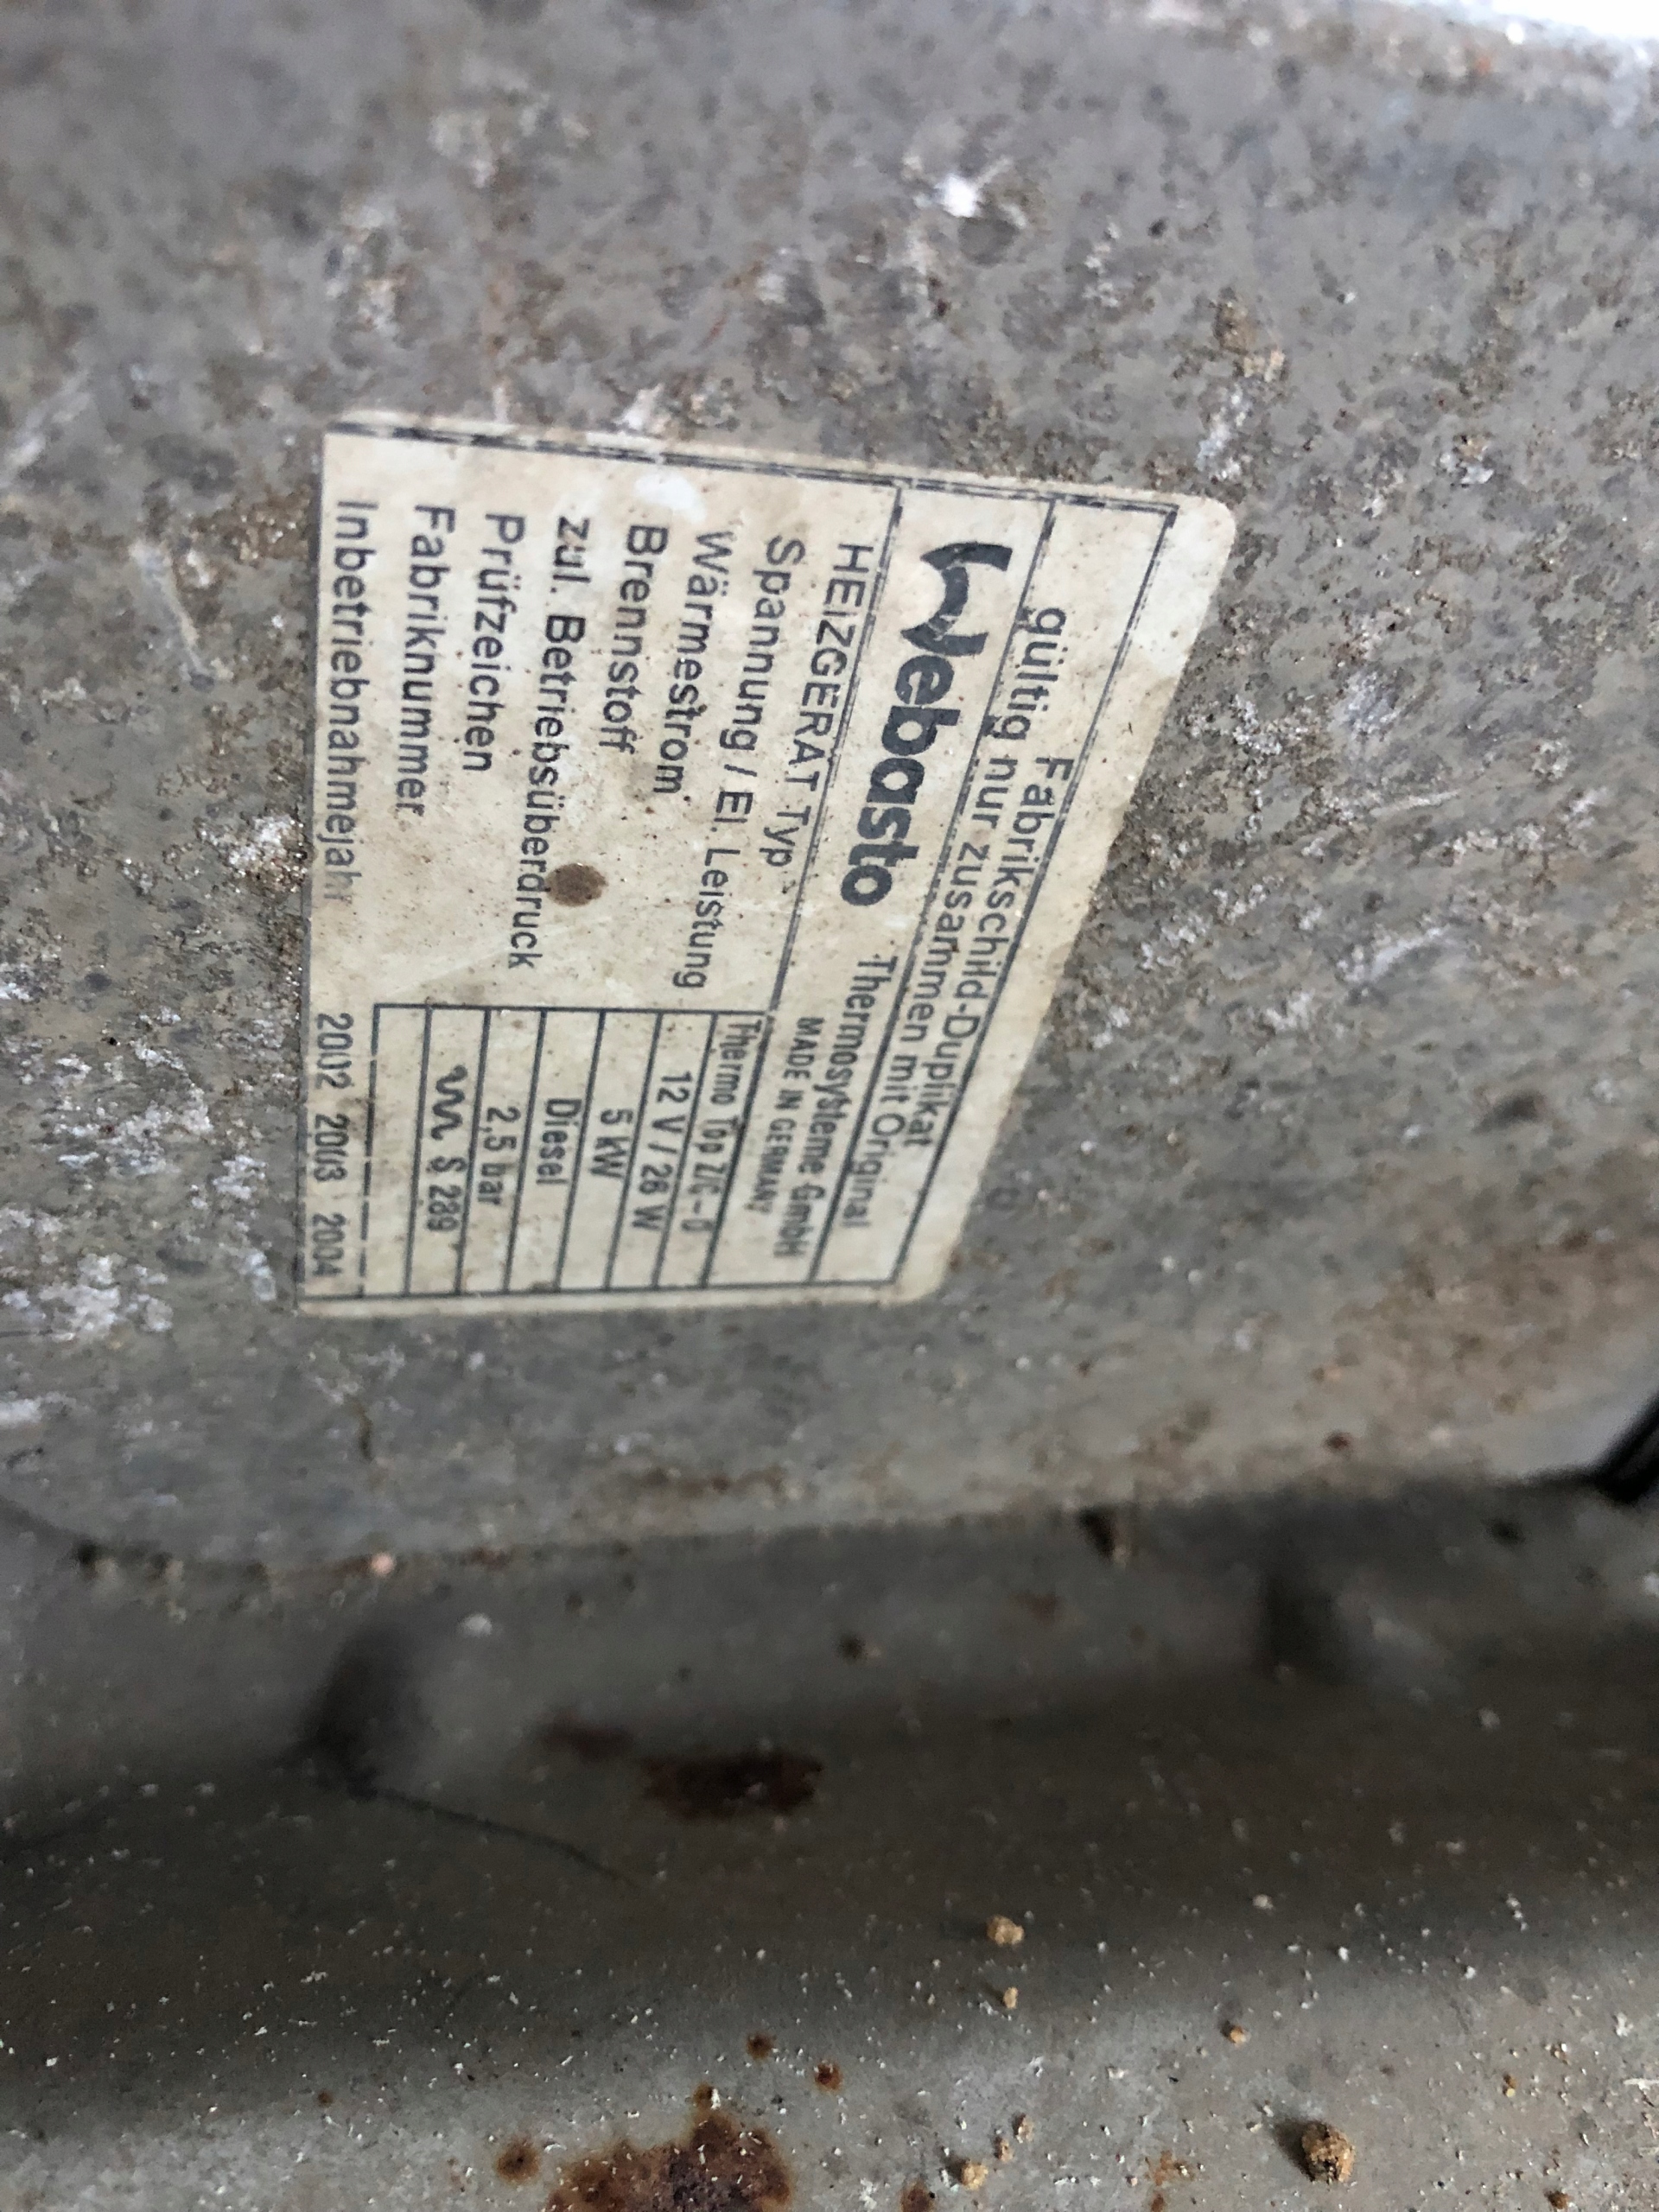 Fabrikschild-Duplikat
gültig nur zusammen mit Original
Webasto Thermosysteme GmbH
MADE IN GERMANY
HEIZGERÄT Typ Thermo Top Z/C-D
Spannung / El. Leistung 12 V / 28 W
Wärmestrom 5 kW
Brennstoff Diesel
zul. Betriebsüberdruck 2,5 bar
Prüfzeichen S 289
Fabriknummer
Inbetriebnahmejahr 2002 2003 2004